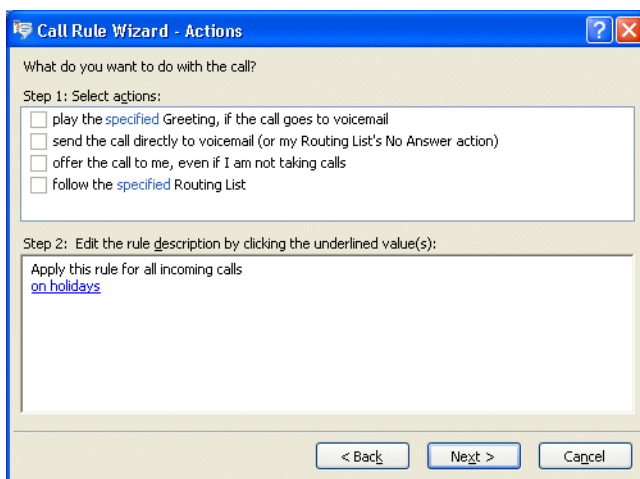 Call Rule Wizard - Actions
What do you want to do with the call?
Step 1: Select actions:
play the specified Greeting, if the call goes to voicemail
send the call directly to voicemail (or my Routing List's No Answer action)
offer the call to me, even if I am not taking calls
follow the specified Routing List
Step 2: Edit the rule description by clicking the underlined value(s):
Apply this rule for all incoming calls
on holidays
< Back Next > Cancel